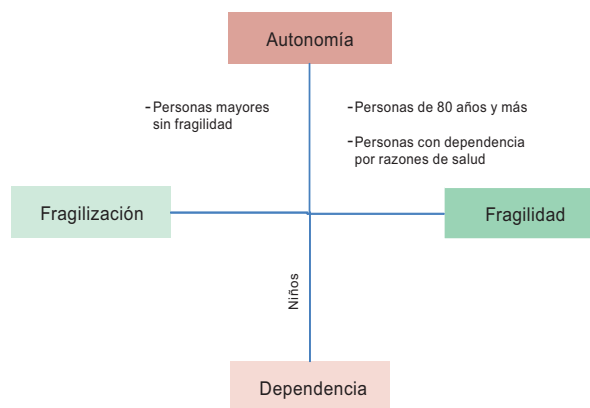 Autonomía
-Personas mayores
sin fragilidad
-Personas de 80 años y más
-Personas con dependencia
por razones de salud
Fragilización
Fragilidad
Niños
Dependencia